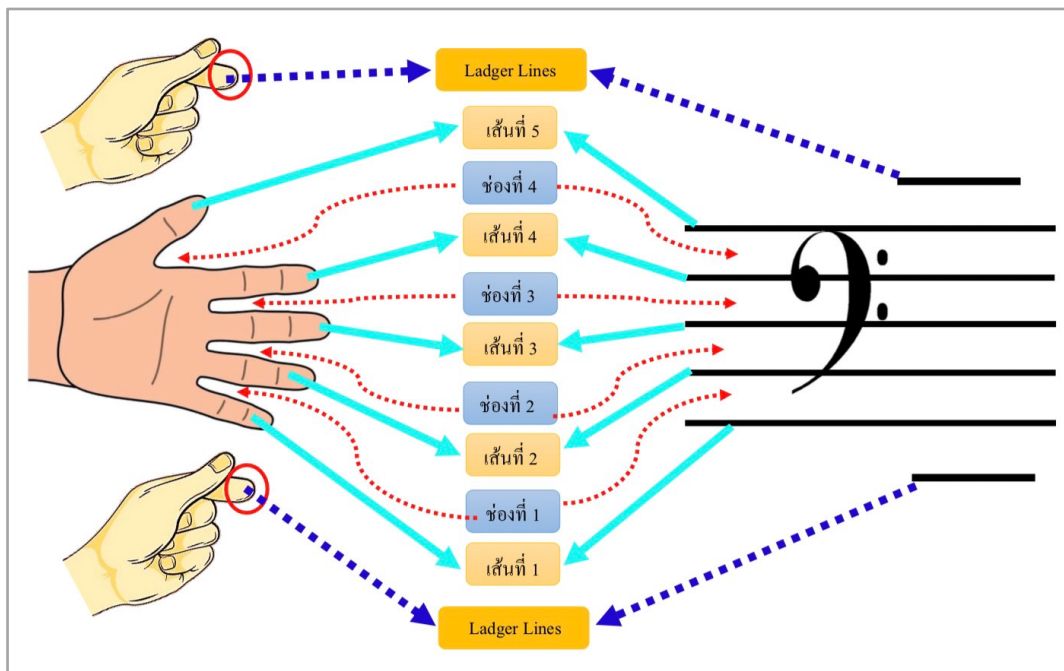 Ladger Lines
เส้นที่ 5
ช่องที่ 4
เส้นที่ 4
ช่องที่ 3
เส้นที่ 3
ช่องที่ 2
เส้นที่ 2
ช่องที่ 1
เส้นที่ 1
Ladger Lines